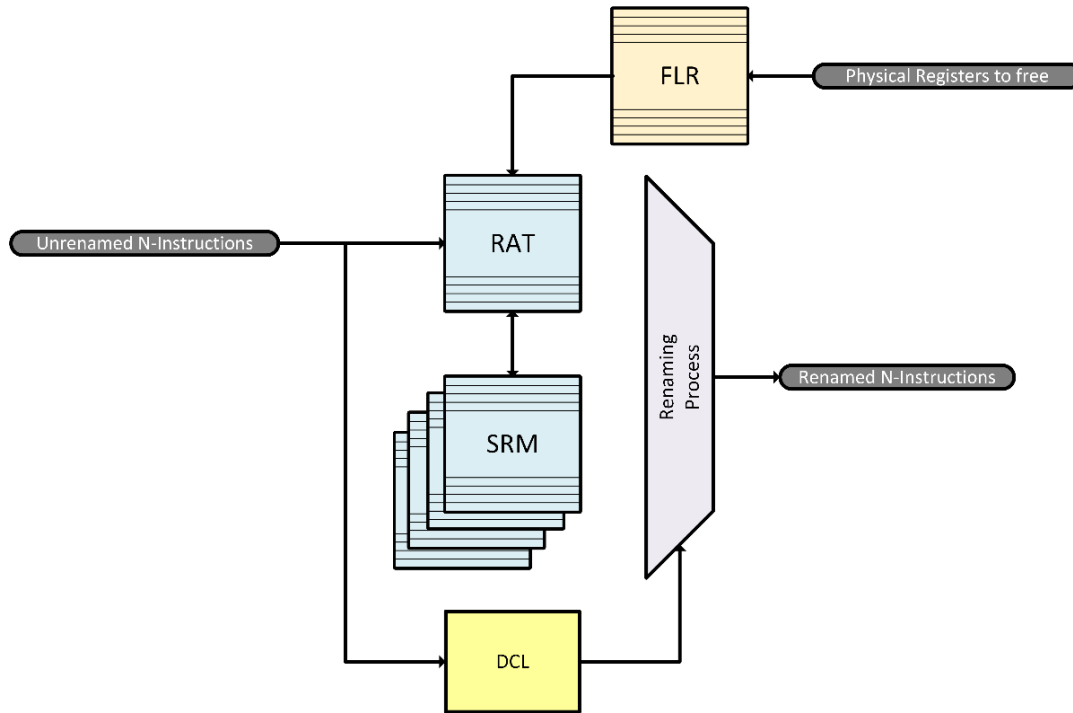 FLR
Physical Registers to free
RAT
Unrenamed N-Instructions
Renaming
Process
Renamed N-Instructions
SRM
DCL